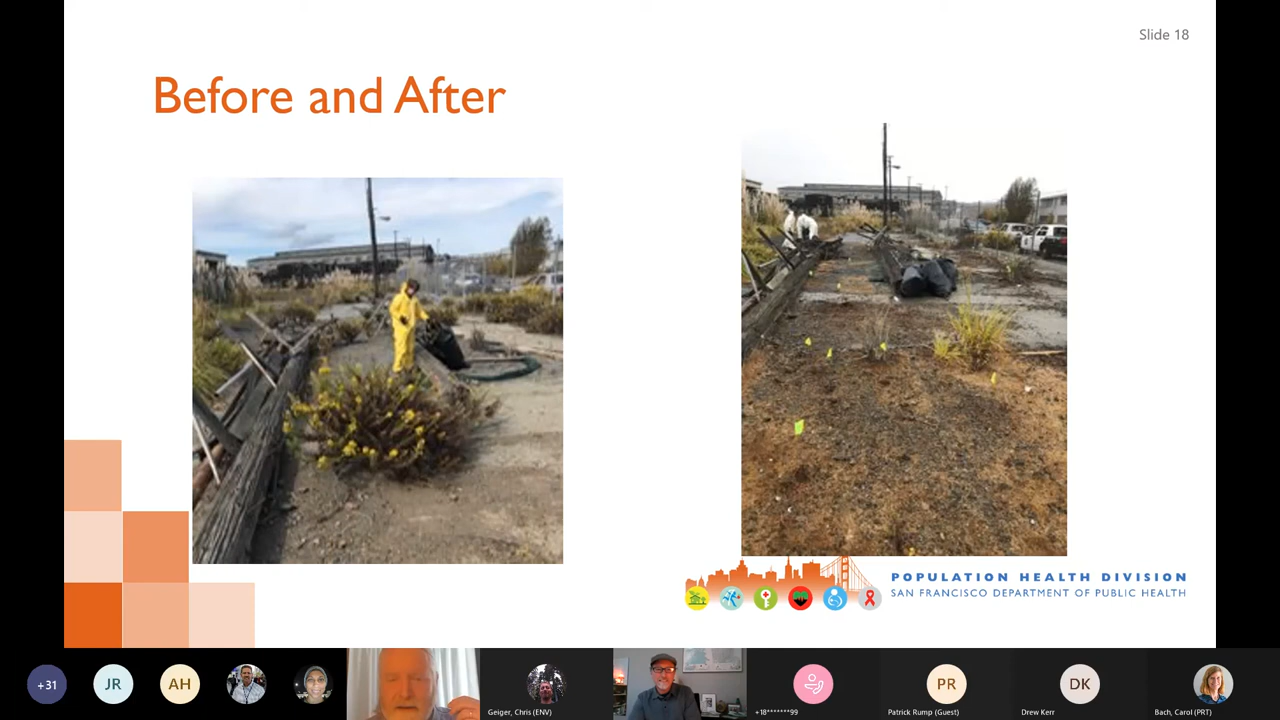 Slide 18
Before and After
POPULATION HEALTH DIVISION
SAN FRANCISCO DEPARTMENT OF PUBLIC HEALTH
+31
JR
AH
Geiger, Chris (ENV)
+18*******99
PR
Patrick Rump (Guest)
DK
Drew Kerr
Bach, Carol (PRT)